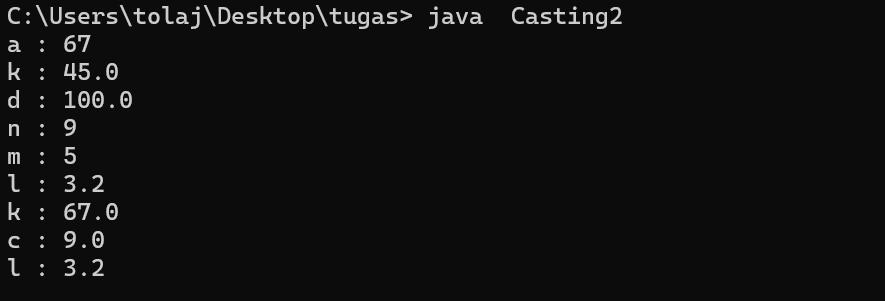 C:\Users\tolaj\Desktop\tugas> java  Casting2
a : 67
k : 45.0
d : 100.0
n : 9
m : 5
l : 3.2
k : 67.0
c : 9.0
l : 3.2